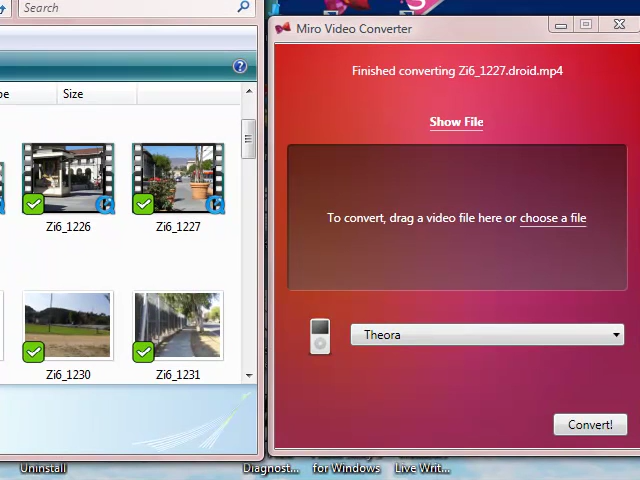 Search
Miro Video Converter
Finished converting Zi6_1227.droid.mp4
Size
Show File
To convert, drag a video file here or choose a file
Zi6_1226
Zi6_1227
Theora
Zi6_1230
Zi6_1231
Convert!
Uninstall
Diagnost...
for Windows
Live Writ...